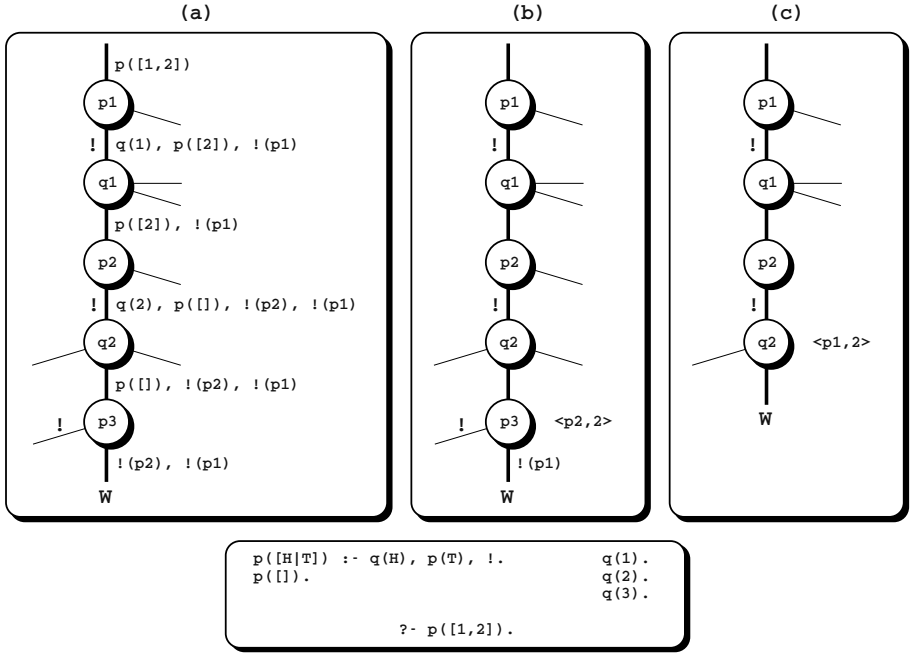 (a)
p([1,2])
p1
! q(1), p([2]), !(p1)
q1
p([2]), !(p1)
p2
! q(2), p([]), !(p2), !(p1)
q2
p([]), !(p2), !(p1)
! p3
!(p2), !(p1)
W
(b)
p1
!
q1
p2
!
q2
! p3 <p2,2>
!(p1)
W
(c)
p1
!
q1
p2
!
q2 <p1,2>
W
p([H|T]) :- q(H), p(T), !. q(1).
p([]). q(2).
q(3).
?- p([1,2]).